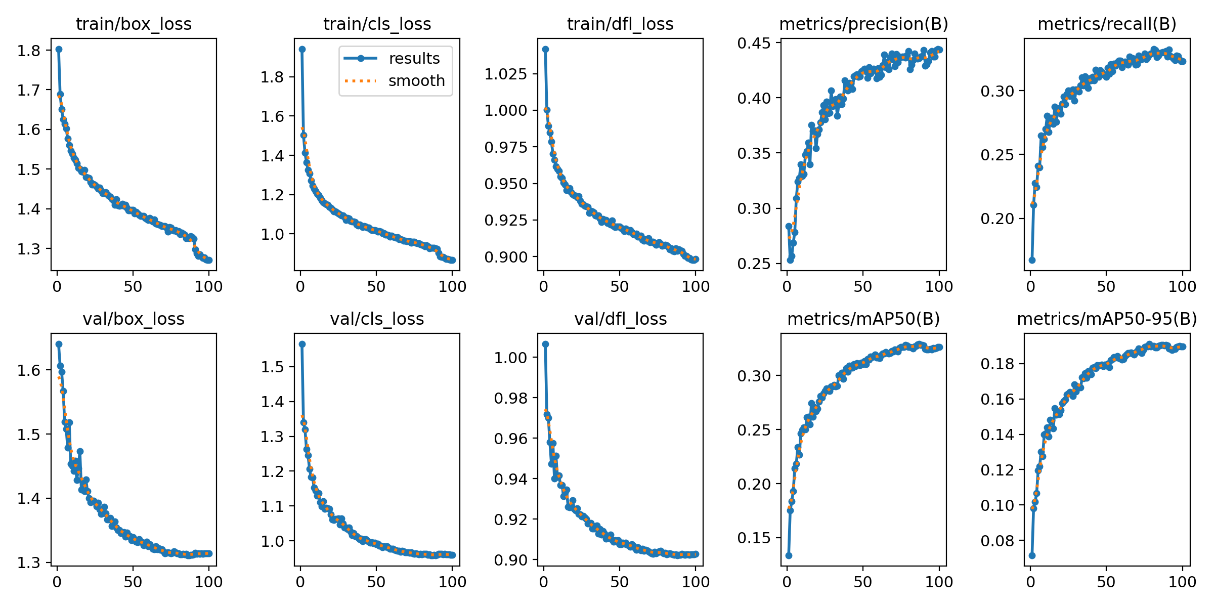 train/box_loss
1.8
1.7
1.6
1.5
1.4
1.3
0 50 100
train/cls_loss
results
smooth
1.8
1.6
1.4
1.2
1.0
0 50 100
train/dfl_loss
1.025
1.000
0.975
0.950
0.925
0.900
0 50 100
metrics/precision(B)
0.45
0.40
0.35
0.30
0.25
0 50 100
metrics/recall(B)
0.30
0.25
0.20
0 50 100
val/box_loss
1.6
1.5
1.4
1.3
0 50 100
val/cls_loss
1.5
1.4
1.3
1.2
1.1
1.0
0 50 100
val/dfl_loss
1.00
0.98
0.96
0.94
0.92
0.90
0 50 100
metrics/mAP50(B)
0.30
0.25
0.20
0.15
0 50 100
metrics/mAP50-95(B)
0.18
0.16
0.14
0.12
0.10
0.08
0 50 100